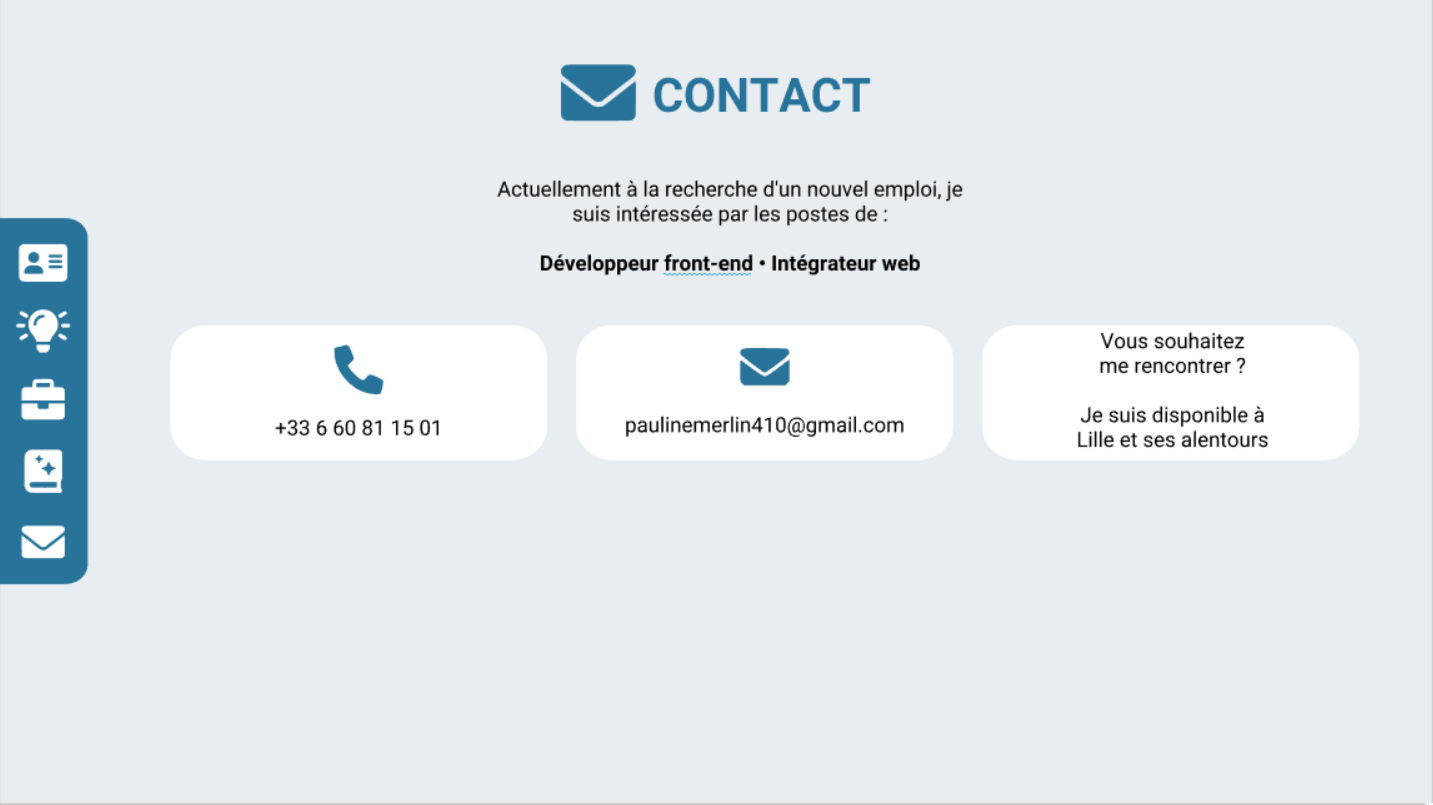 CONTACT
Actuellement à la recherche d'un nouvel emploi, je
suis intéressée par les postes de :
Développeur front-end • Intégrateur web
+33 6 60 81 15 01
paulinemerlin410@gmail.com
Vous souhaitez
me rencontrer ?
Je suis disponible à
Lille et ses alentours